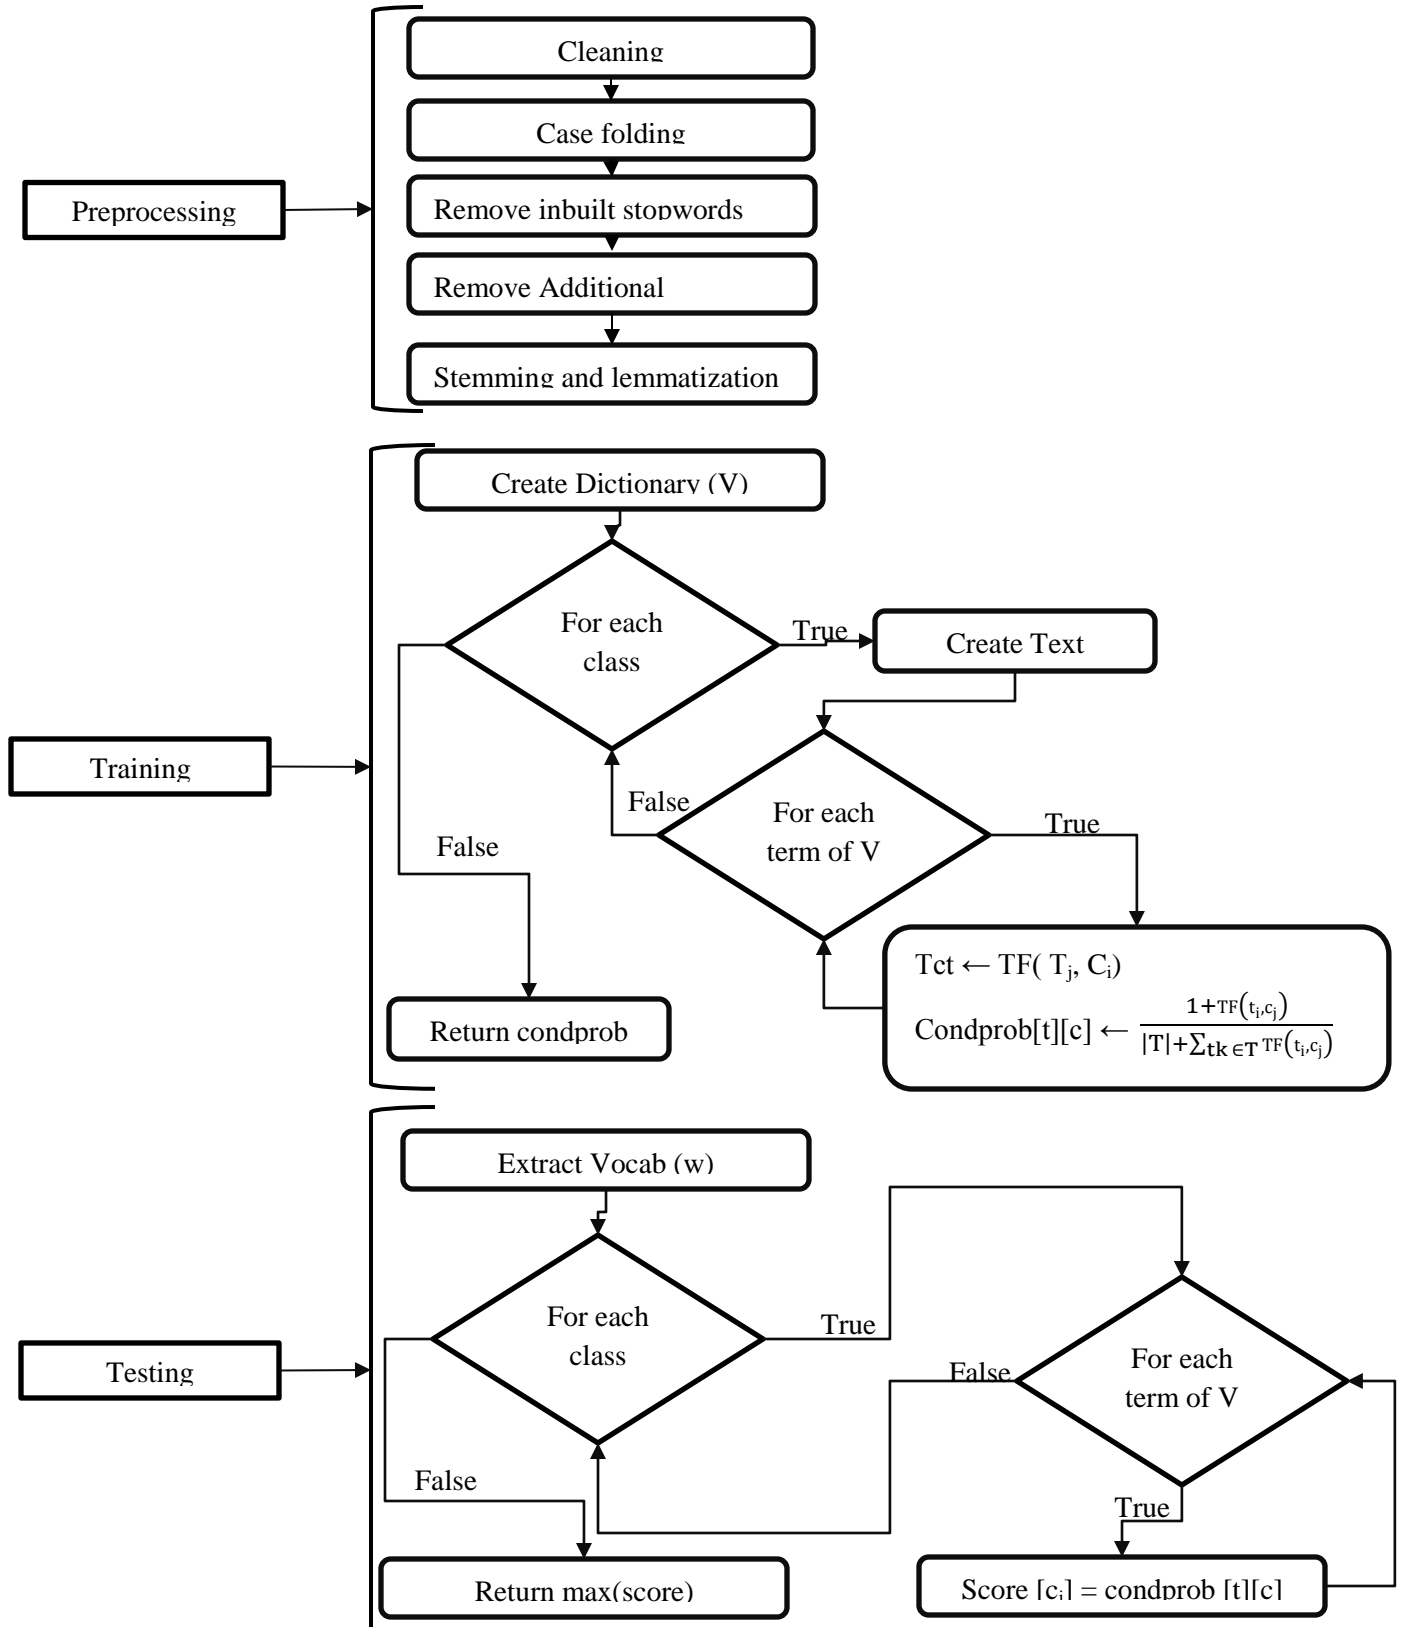 Cleaning
Case folding
Preprocessing
Remove inbuilt stopwords
Remove Additional
Stemming and lemmatization
Create Dictionary (V)
For each
class
True
Create Text
Training
False
For each
term of V
True
False
Tct ← TF( Tⱼ, Cᵢ)
Condprob[t][c] ← 1+TF(tᵢ,cⱼ) / |T|+∑tk ∈T TF(tᵢ,cⱼ)
Return condprob
Extract Vocab (w)
For each
class
True
Testing
False
For each
term of V
False
True
Return max(score)
Score [cᵢ] = condprob [t][c]